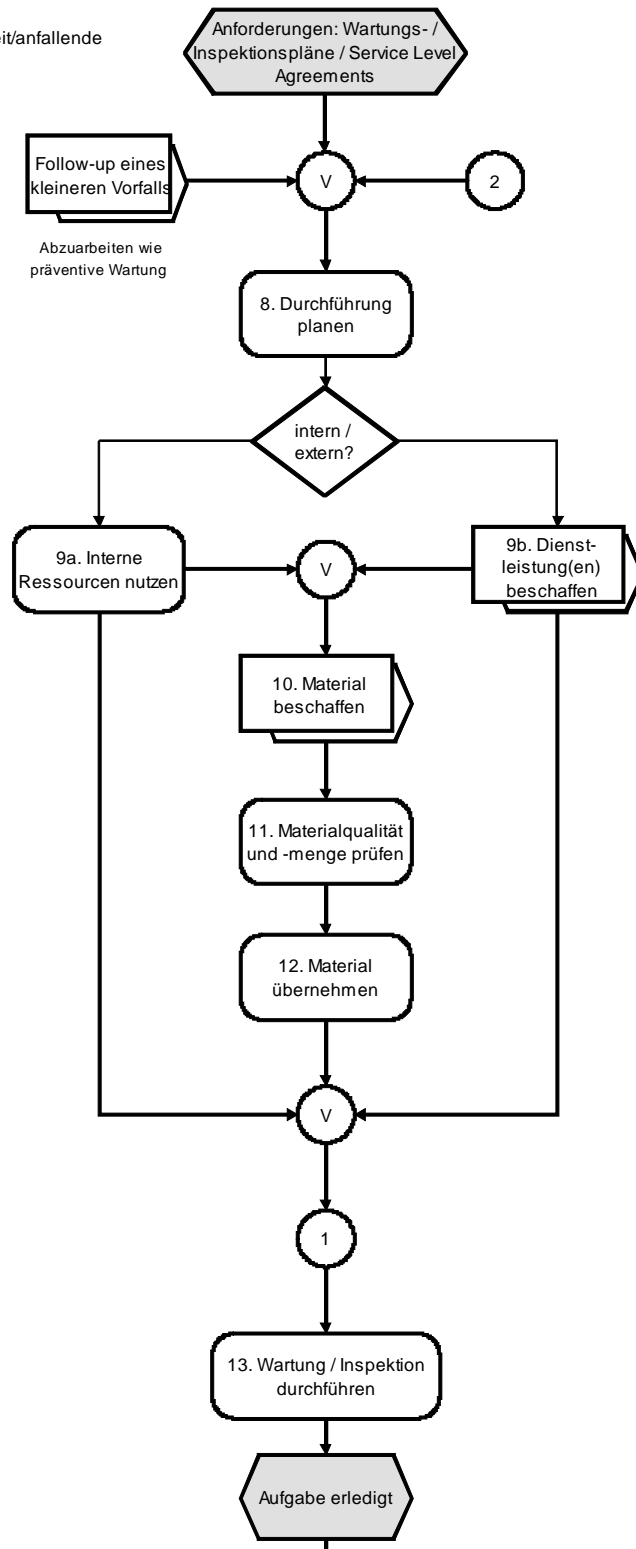 eit/anfallende
Anforderungen: Wartungs- /
Inspektionspläne / Service Level
Agreements
Follow-up eines
kleineren Vorfalls
V
2
Abzuarbeiten wie
präventive Wartung
8. Durchführung
planen
intern /
extern?
9a. Interne
Ressourcen nutzen
V
9b. Dienst-
leistung(en)
beschaffen
10. Material
beschaffen
11. Materialqualität
und -menge prüfen
12. Material
übernehmen
V
1
13. Wartung / Inspektion
durchführen
Aufgabe erledigt